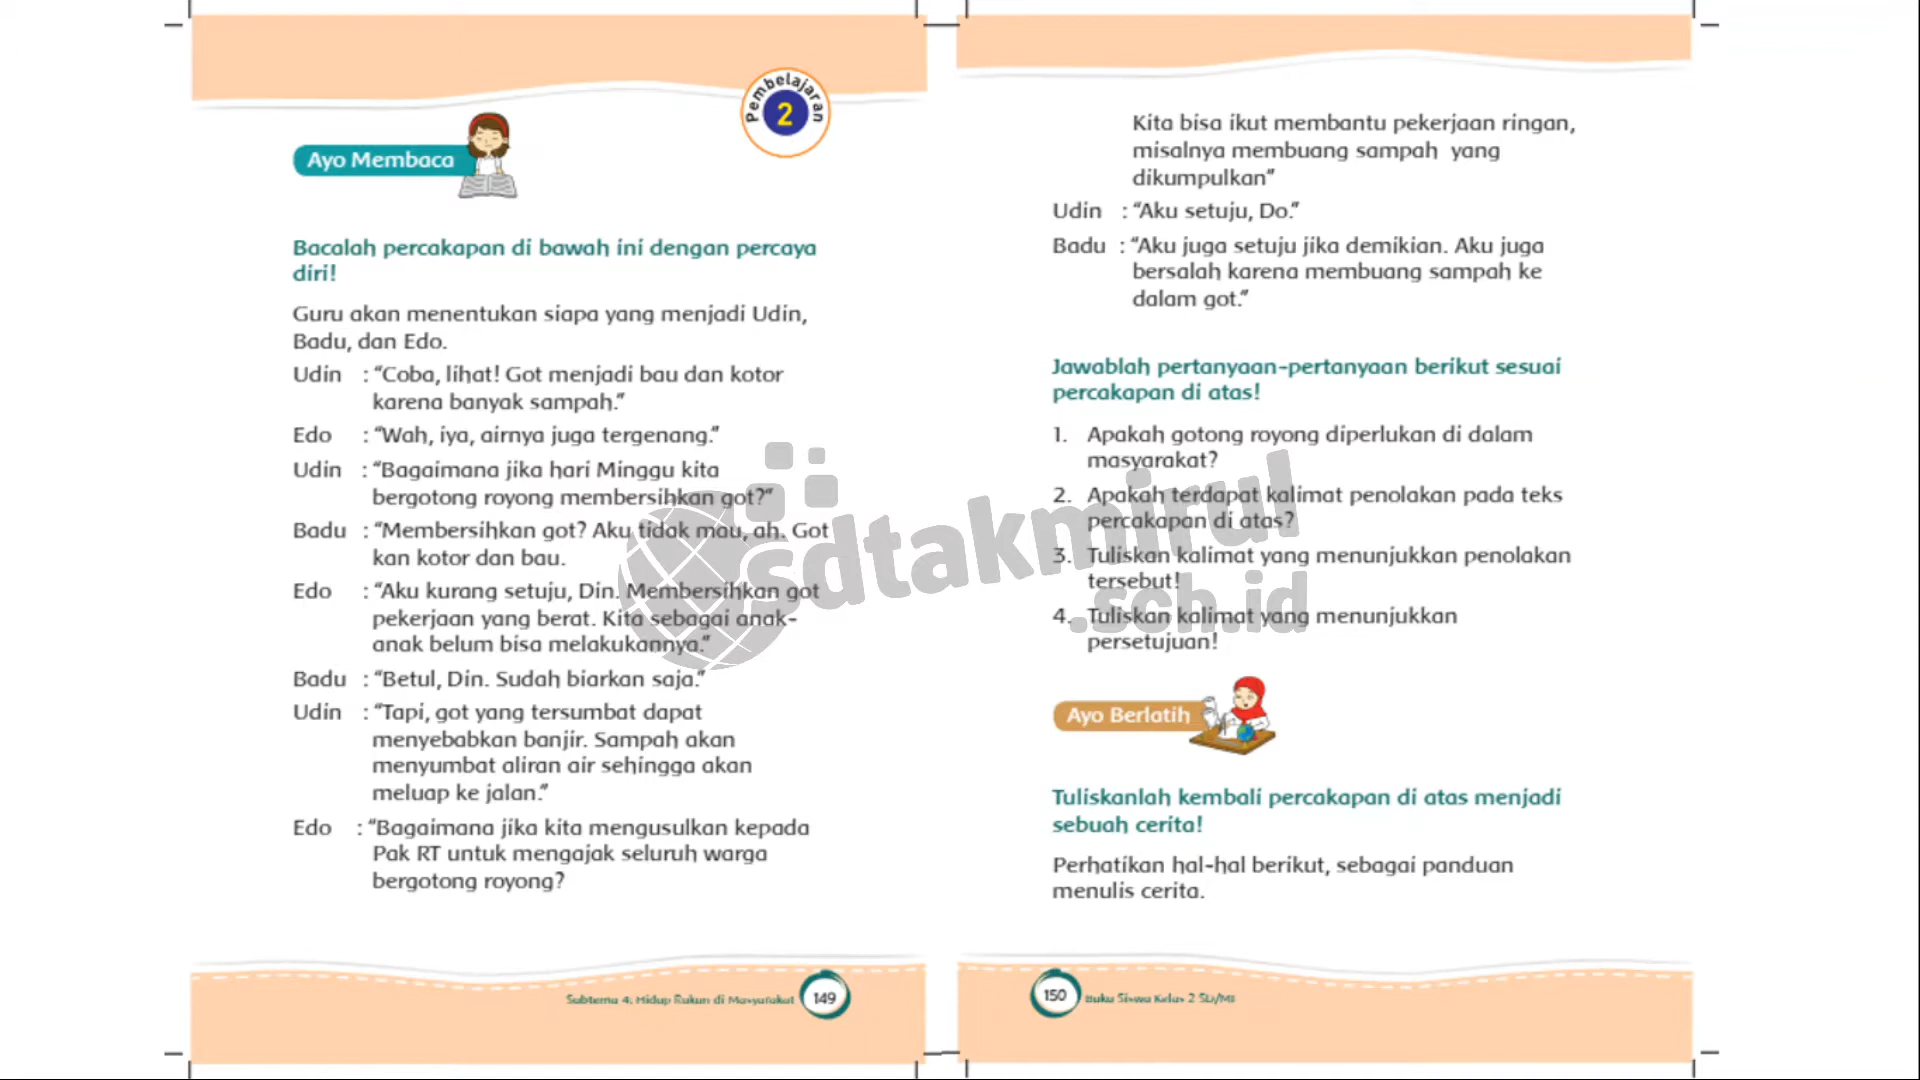 Pembelajaran
2
Ayo Membaca
Bacalah percakapan di bawah ini dengan percaya
diri!
Guru akan menentukan siapa yang menjadi Udin,
Badu, dan Edo.
Udin : “Coba, lihat! Got menjadi bau dan kotor
karena banyak sampah.”
Edo : “Wah, iya, airnya juga tergenang.”
Udin : “Bagaimana jika hari Minggu kita
bergotong royong membersihkan got?”
Badu : “Membersihkan got? Aku tidak mau, ah. Got
kan kotor dan bau.
Edo : “Aku kurang setuju, Din. Membersihkan got
pekerjaan yang berat. Kita sebagai anak-
anak belum bisa melakukannya.”
Badu : “Betul, Din. Sudah biarkan saja.”
Udin : “Tapi, got yang tersumbat dapat
menyebabkan banjir. Sampah akan
menyumbat aliran air sehingga akan
meluap ke jalan.”
Edo : “Bagaimana jika kita mengusulkan kepada
Pak RT untuk mengajak seluruh warga
bergotong royong?
Subtema 4: Hidup Rukun di Masyarakat
149
Kita bisa ikut membantu pekerjaan ringan,
misalnya membuang sampah yang
dikumpulkan”
Udin : “Aku setuju, Do.”
Badu : “Aku juga setuju jika demikian. Aku juga
bersalah karena membuang sampah ke
dalam got.”
Jawablah pertanyaan-pertanyaan berikut sesuai
percakapan di atas!
1. Apakah gotong royong diperlukan di dalam
masyarakat?
2. Apakah terdapat kalimat penolakan pada teks
percakapan di atas?
3. Tuliskan kalimat yang menunjukkan penolakan
tersebut!
4. Tuliskan kalimat yang menunjukkan
persetujuan!
Ayo Berlatih
Tuliskanlah kembali percakapan di atas menjadi
sebuah cerita!
Perhatikan hal-hal berikut, sebagai panduan
menulis cerita.
150
Buku Siswa Kelas 2 SD/MI
sdtakmirul
.sch.id